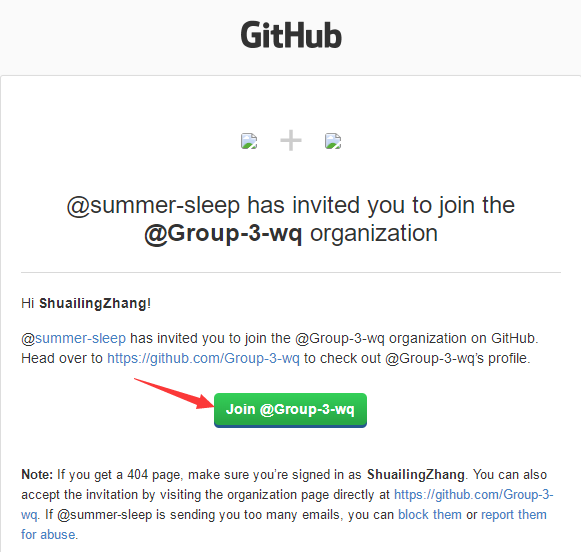 GitHub
+
@summer-sleep has invited you to join the
@Group-3-wq organization
Hi ShuailingZhang!
@summer-sleep has invited you to join the @Group-3-wq organization on GitHub.
Head over to https://github.com/Group-3-wq to check out @Group-3-wq's profile.
Join @Group-3-wq
Note: If you get a 404 page, make sure you're signed in as ShuailingZhang. You can also
accept the invitation by visiting the organization page directly at https://github.com/Group-3-
wq. If @summer-sleep is sending you too many emails, you can block them or report them
for abuse.